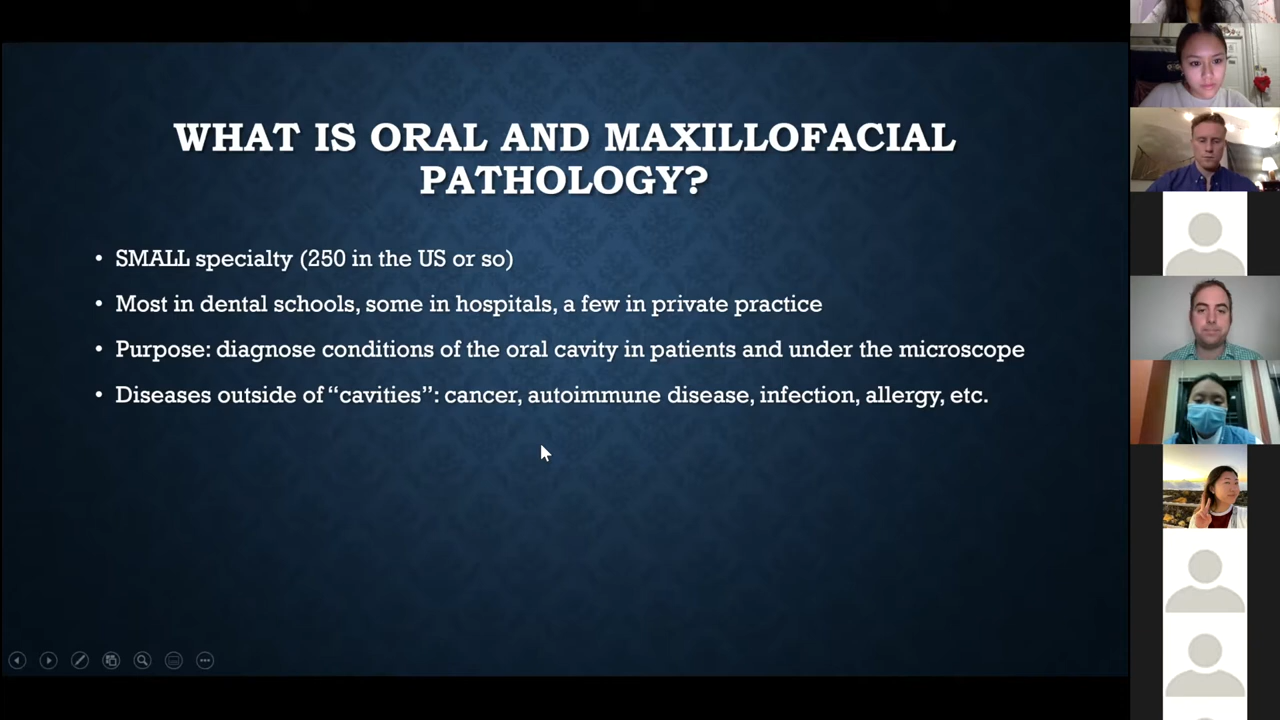 WHAT IS ORAL AND MAXILLOFACIAL
PATHOLOGY?
• SMALL specialty (250 in the US or so)
• Most in dental schools, some in hospitals, a few in private practice
• Purpose: diagnose conditions of the oral cavity in patients and under the microscope
• Diseases outside of “cavities”: cancer, autoimmune disease, infection, allergy, etc.